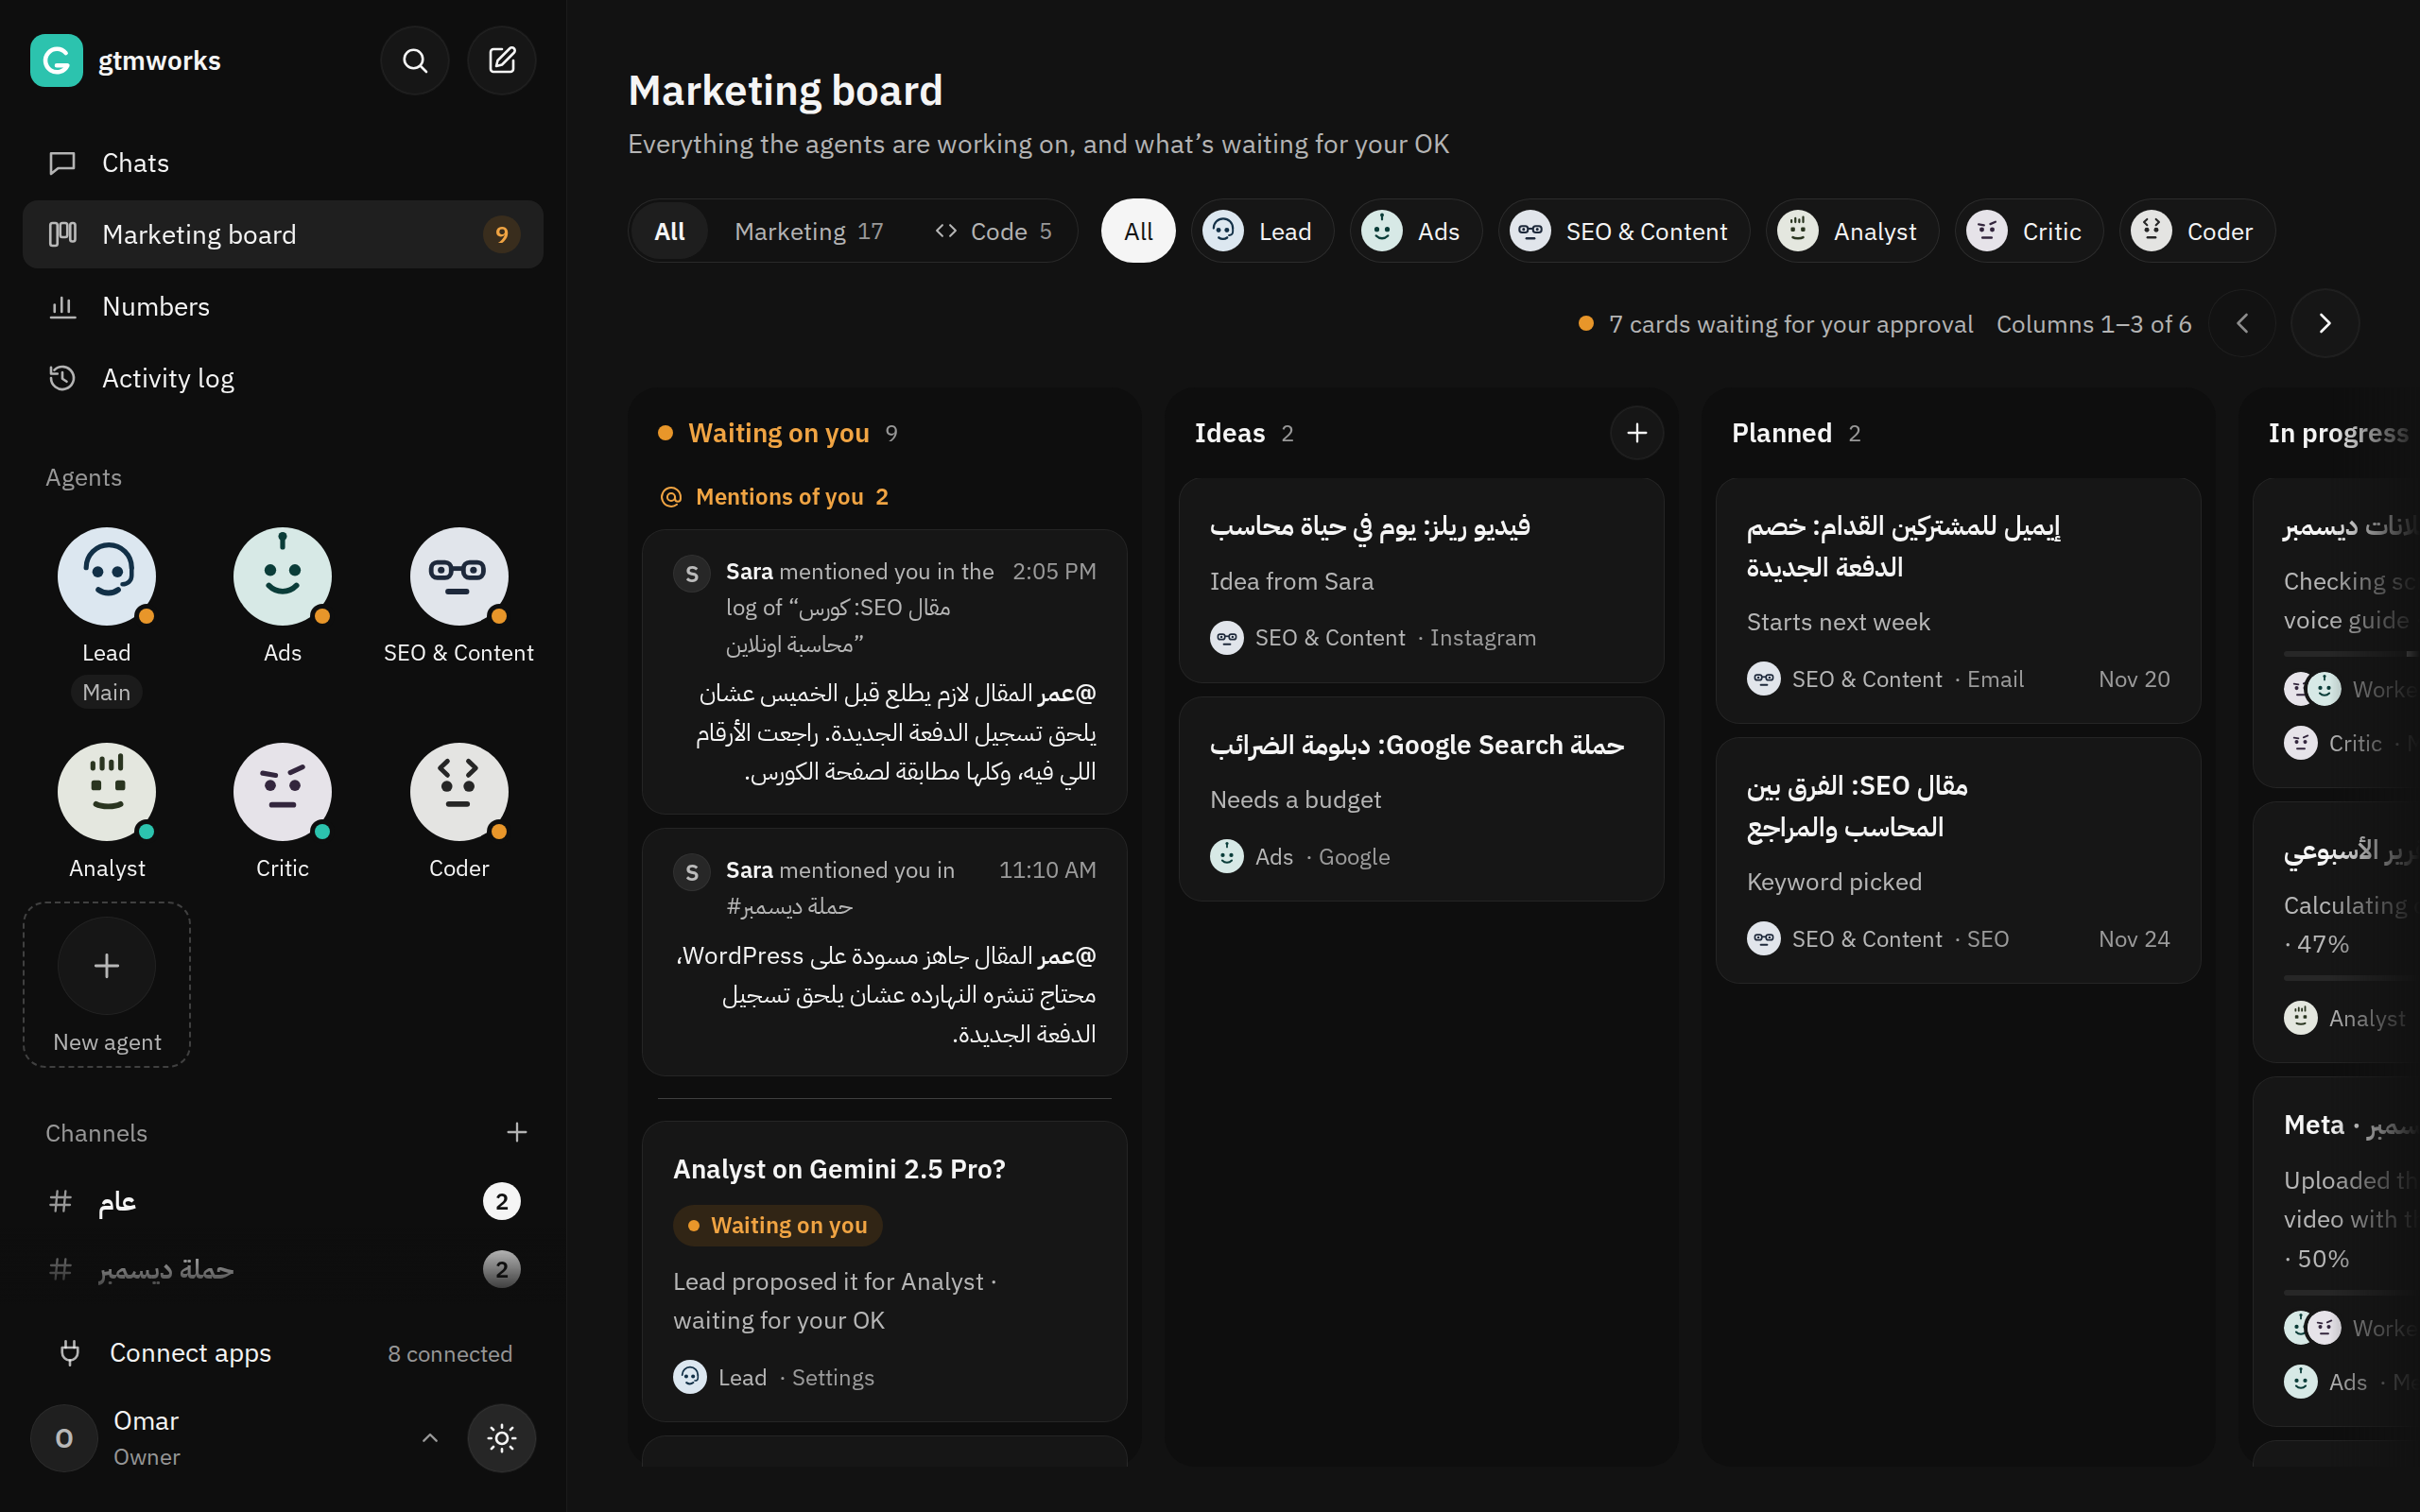 gtmworks
Chats
Marketing board 9
Numbers
Activity log
Agents
Lead
Ads
SEO & Content
Main
Analyst
Critic
Coder
New agent
Channels
# عام 2
# حملة ديسمبر 2
Connect apps 8 connected
O
Omar
Owner
Marketing board
Everything the agents are working on, and what’s waiting for your OK
All Marketing 17 Code 5
All Lead Ads SEO & Content Analyst Critic Coder
7 cards waiting for your approval Columns 1–3 of 6
Waiting on you 9
Mentions of you 2
S Sara mentioned you in the 2:05 PM
log of “مقال SEO: كورس
محاسبة اونلاين”
@عمر المقال لازم يطلع قبل الخميس عشان
يلحق تسجيل الدفعة الجديدة. راجعت الأرقام
اللي فيه، وكلها مطابقة لصفحة الكورس.
S Sara mentioned you in 11:10 AM
#حملة ديسمبر
@عمر المقال جاهز مسودة على WordPress،
محتاج تنشره النهارده عشان يلحق تسجيل
الدفعة الجديدة.
Analyst on Gemini 2.5 Pro?
Waiting on you
Lead proposed it for Analyst ·
waiting for your OK
Lead · Settings
Ideas 2
فيديو ريلز: يوم في حياة محاسب
Idea from Sara
SEO & Content · Instagram
حملة Google Search: دبلومة الضرائب
Needs a budget
Ads · Google
Planned 2
إيميل للمشتركين القدام: خصم
الدفعة الجديدة
Starts next week
SEO & Content · Email Nov 20
مقال SEO: الفرق بين
المحاسب والمراجع
Keyword picked
SEO & Content · SEO Nov 24
In progress
ديسمبر
Checking
voice guide
Critic
الأسبوعي
Calculating
· 47%
Analyst
Meta ·
Uploaded
video with
· 50%
Ads